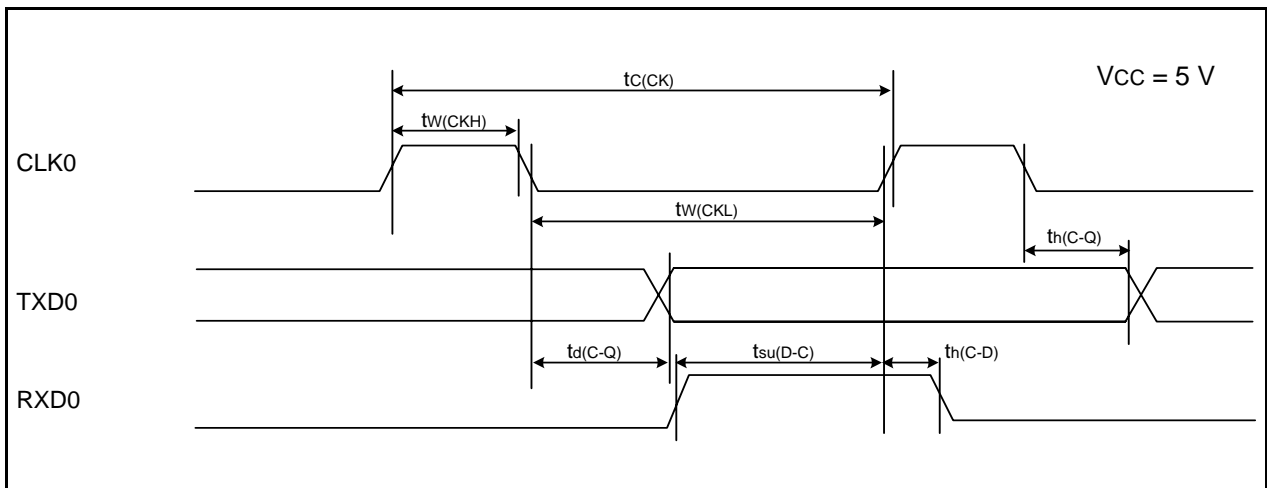 tC(CK)
VCC = 5 V
tW(CKH)
CLK0
tW(CKL)
th(C-Q)
TXD0
td(C-Q)
tsu(D-C)
th(C-D)
RXD0